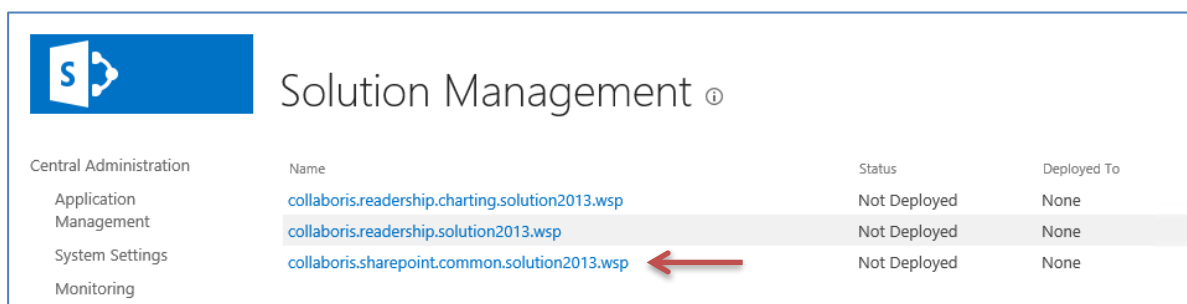 S
Solution Management
Central Administration
Application
Management
System Settings
Monitoring
Name Status Deployed To
collaboris.readership.charting.solution2013.wsp Not Deployed None
collaboris.readership.solution2013.wsp Not Deployed None
collaboris.sharepoint.common.solution2013.wsp Not Deployed None